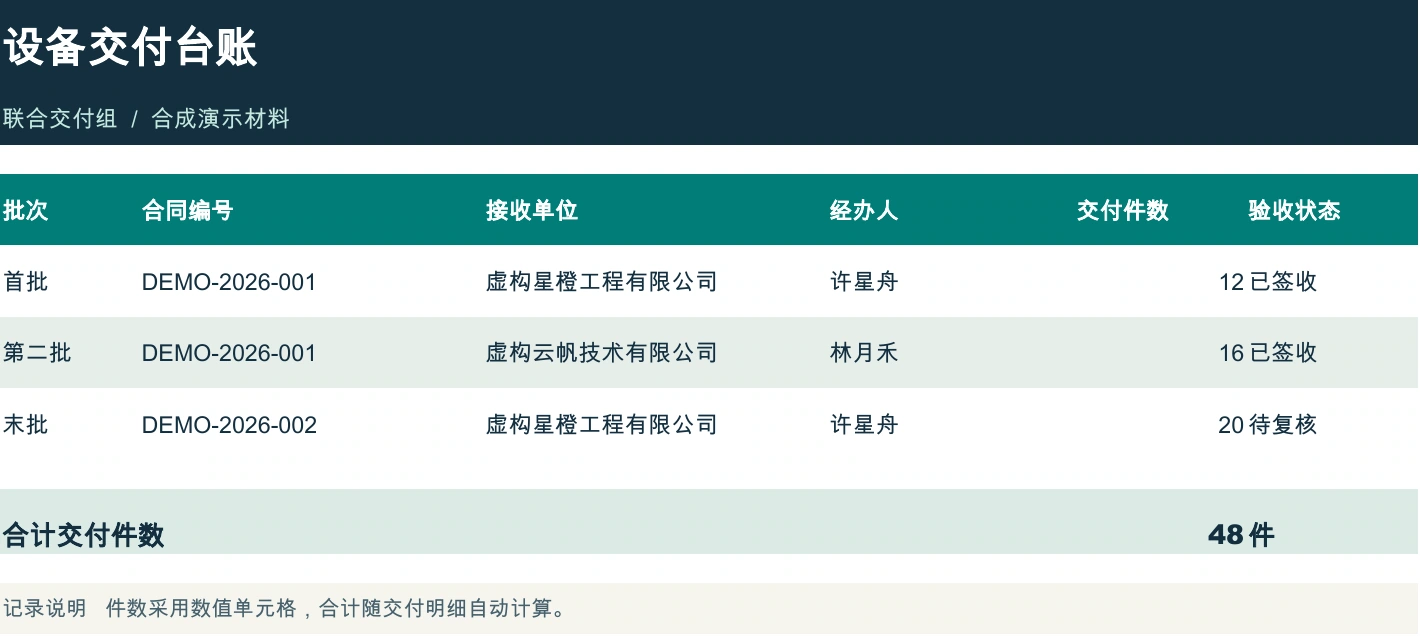 设备交付台账
联合交付组 / 合成演示材料
批次 合同编号 接收单位 经办人 交付件数 验收状态
首批 DEMO-2026-001 虚构星橙工程有限公司 许星舟 12 已签收
第二批 DEMO-2026-001 虚构云帆技术有限公司 林月禾 16 已签收
末批 DEMO-2026-002 虚构星橙工程有限公司 许星舟 20 待复核
合计交付件数 48 件
记录说明 件数采用数值单元格，合计随交付明细自动计算。